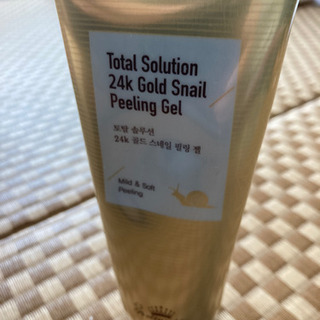 Total Solution
24k Gold Snail
Peeling Gel
토탈 솔루션
24k 골드 스네일 필링 젤
Mild & Soft
Peeling